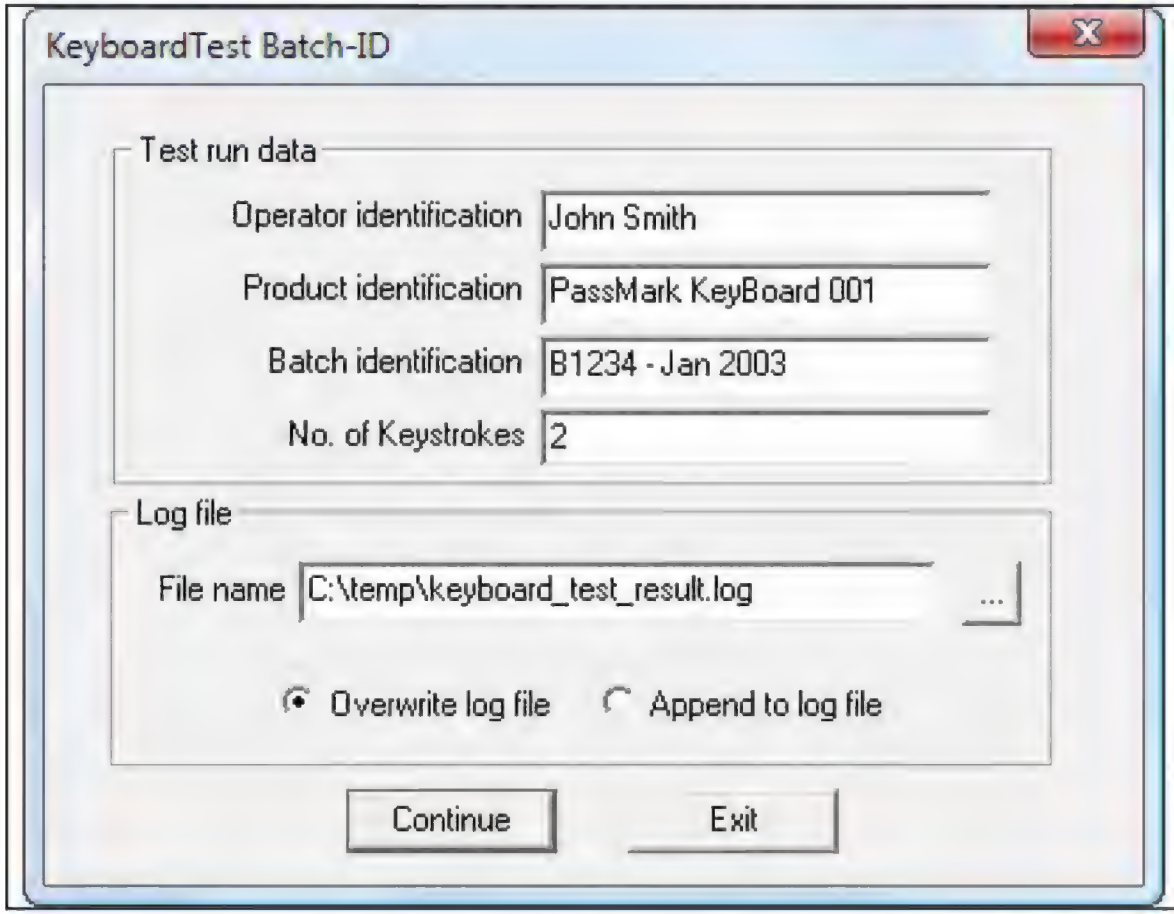 KeyboardTest Batch-ID
Test run data
Operator identification John Smith
Product identification PassMark KeyBoard 001
Batch identification B1234 - Jan 2003
No. of Keystrokes 2
Log file
File name C:\temp\keyboard_test_result.log ...
Overwrite log file Append to log file
Continue Exit